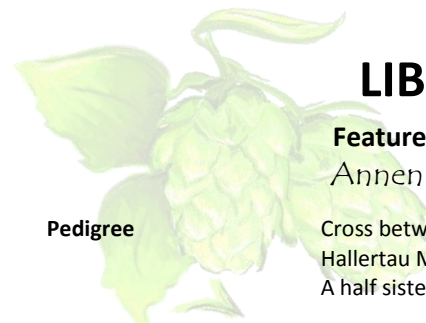 LIB
Feature
Annen
Pedigree
Cross betw
Hallertau M
A half siste